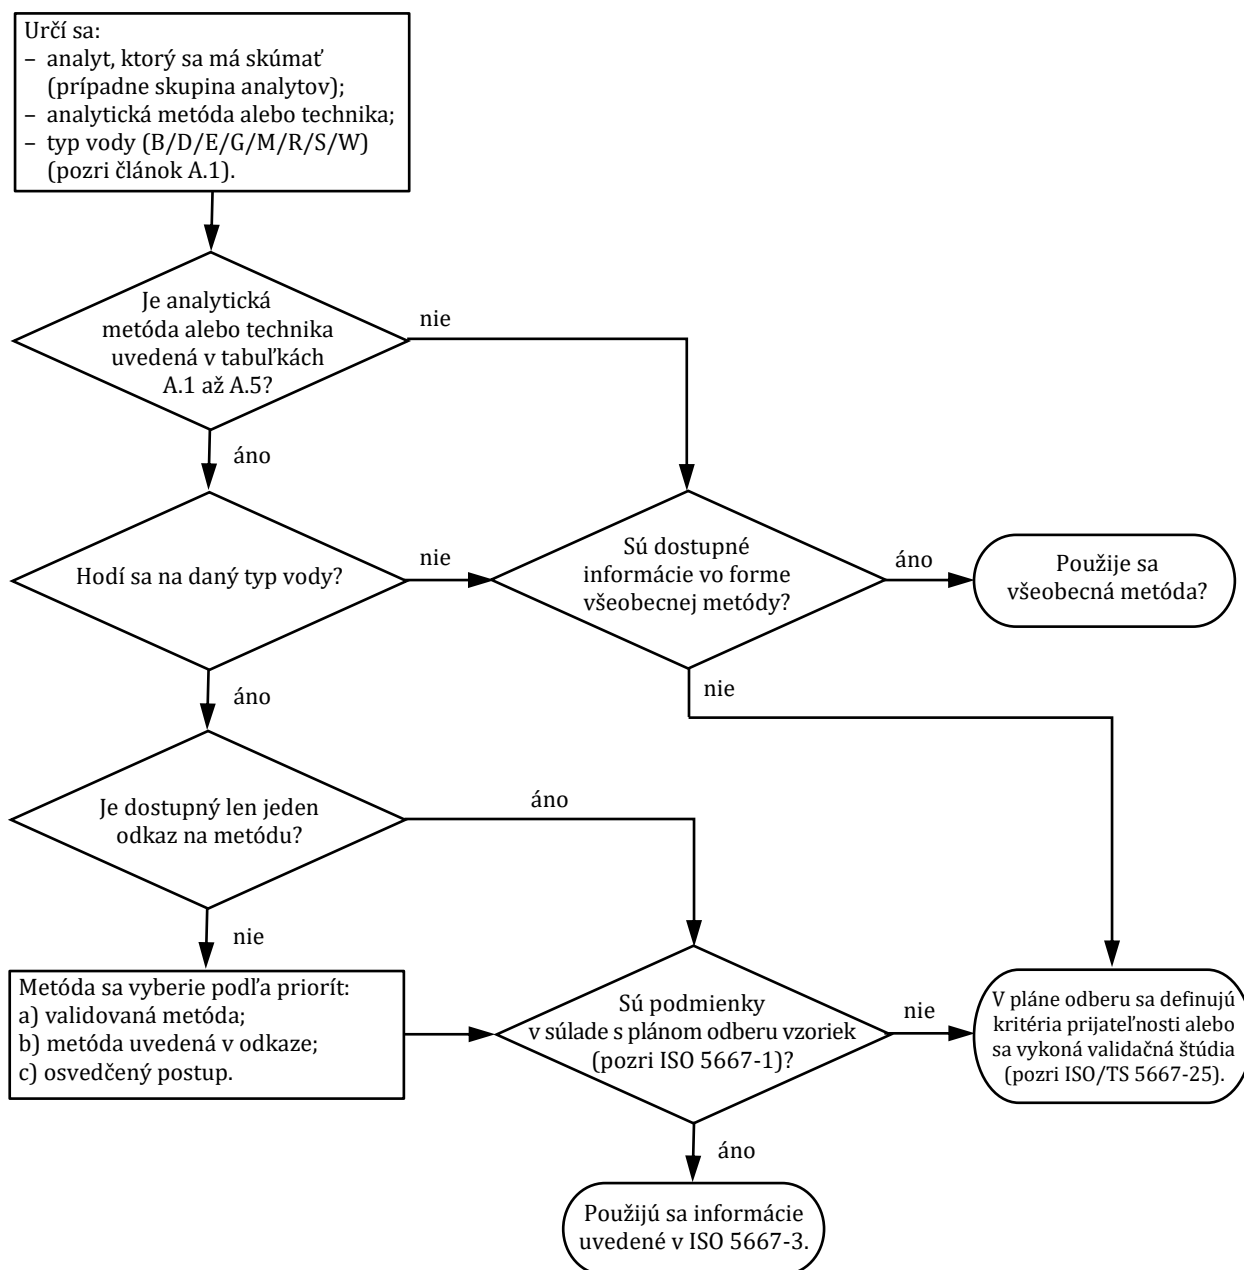 Určí sa:
– analyt, ktorý sa má skúmať
(prípadne skupina analytov);
– analytická metóda alebo technika;
– typ vody (B/D/E/G/M/R/S/W)
(pozri článok A.1).
Je analytická
metóda alebo technika
uvedená v tabuľkách
A.1 až A.5?
nie
áno
Hodí sa na daný typ vody?
nie
Sú dostupné
informácie vo forme
všeobecnej metódy?
áno
Použije sa
všeobecná metóda?
áno
nie
Je dostupný len jeden
odkaz na metódu?
áno
nie
Metóda sa vyberie podľa priorít:
a) validovaná metóda;
b) metóda uvedená v odkaze;
c) osvedčený postup.
Sú podmienky
v súlade s plánom odberu vzoriek
(pozri ISO 5667-1)?
nie
V pláne odberu sa definujú
kritéria prijateľnosti alebo
sa vykoná validačná štúdia
(pozri ISO/TS 5667-25).
áno
Použijú sa informácie
uvedené v ISO 5667-3.